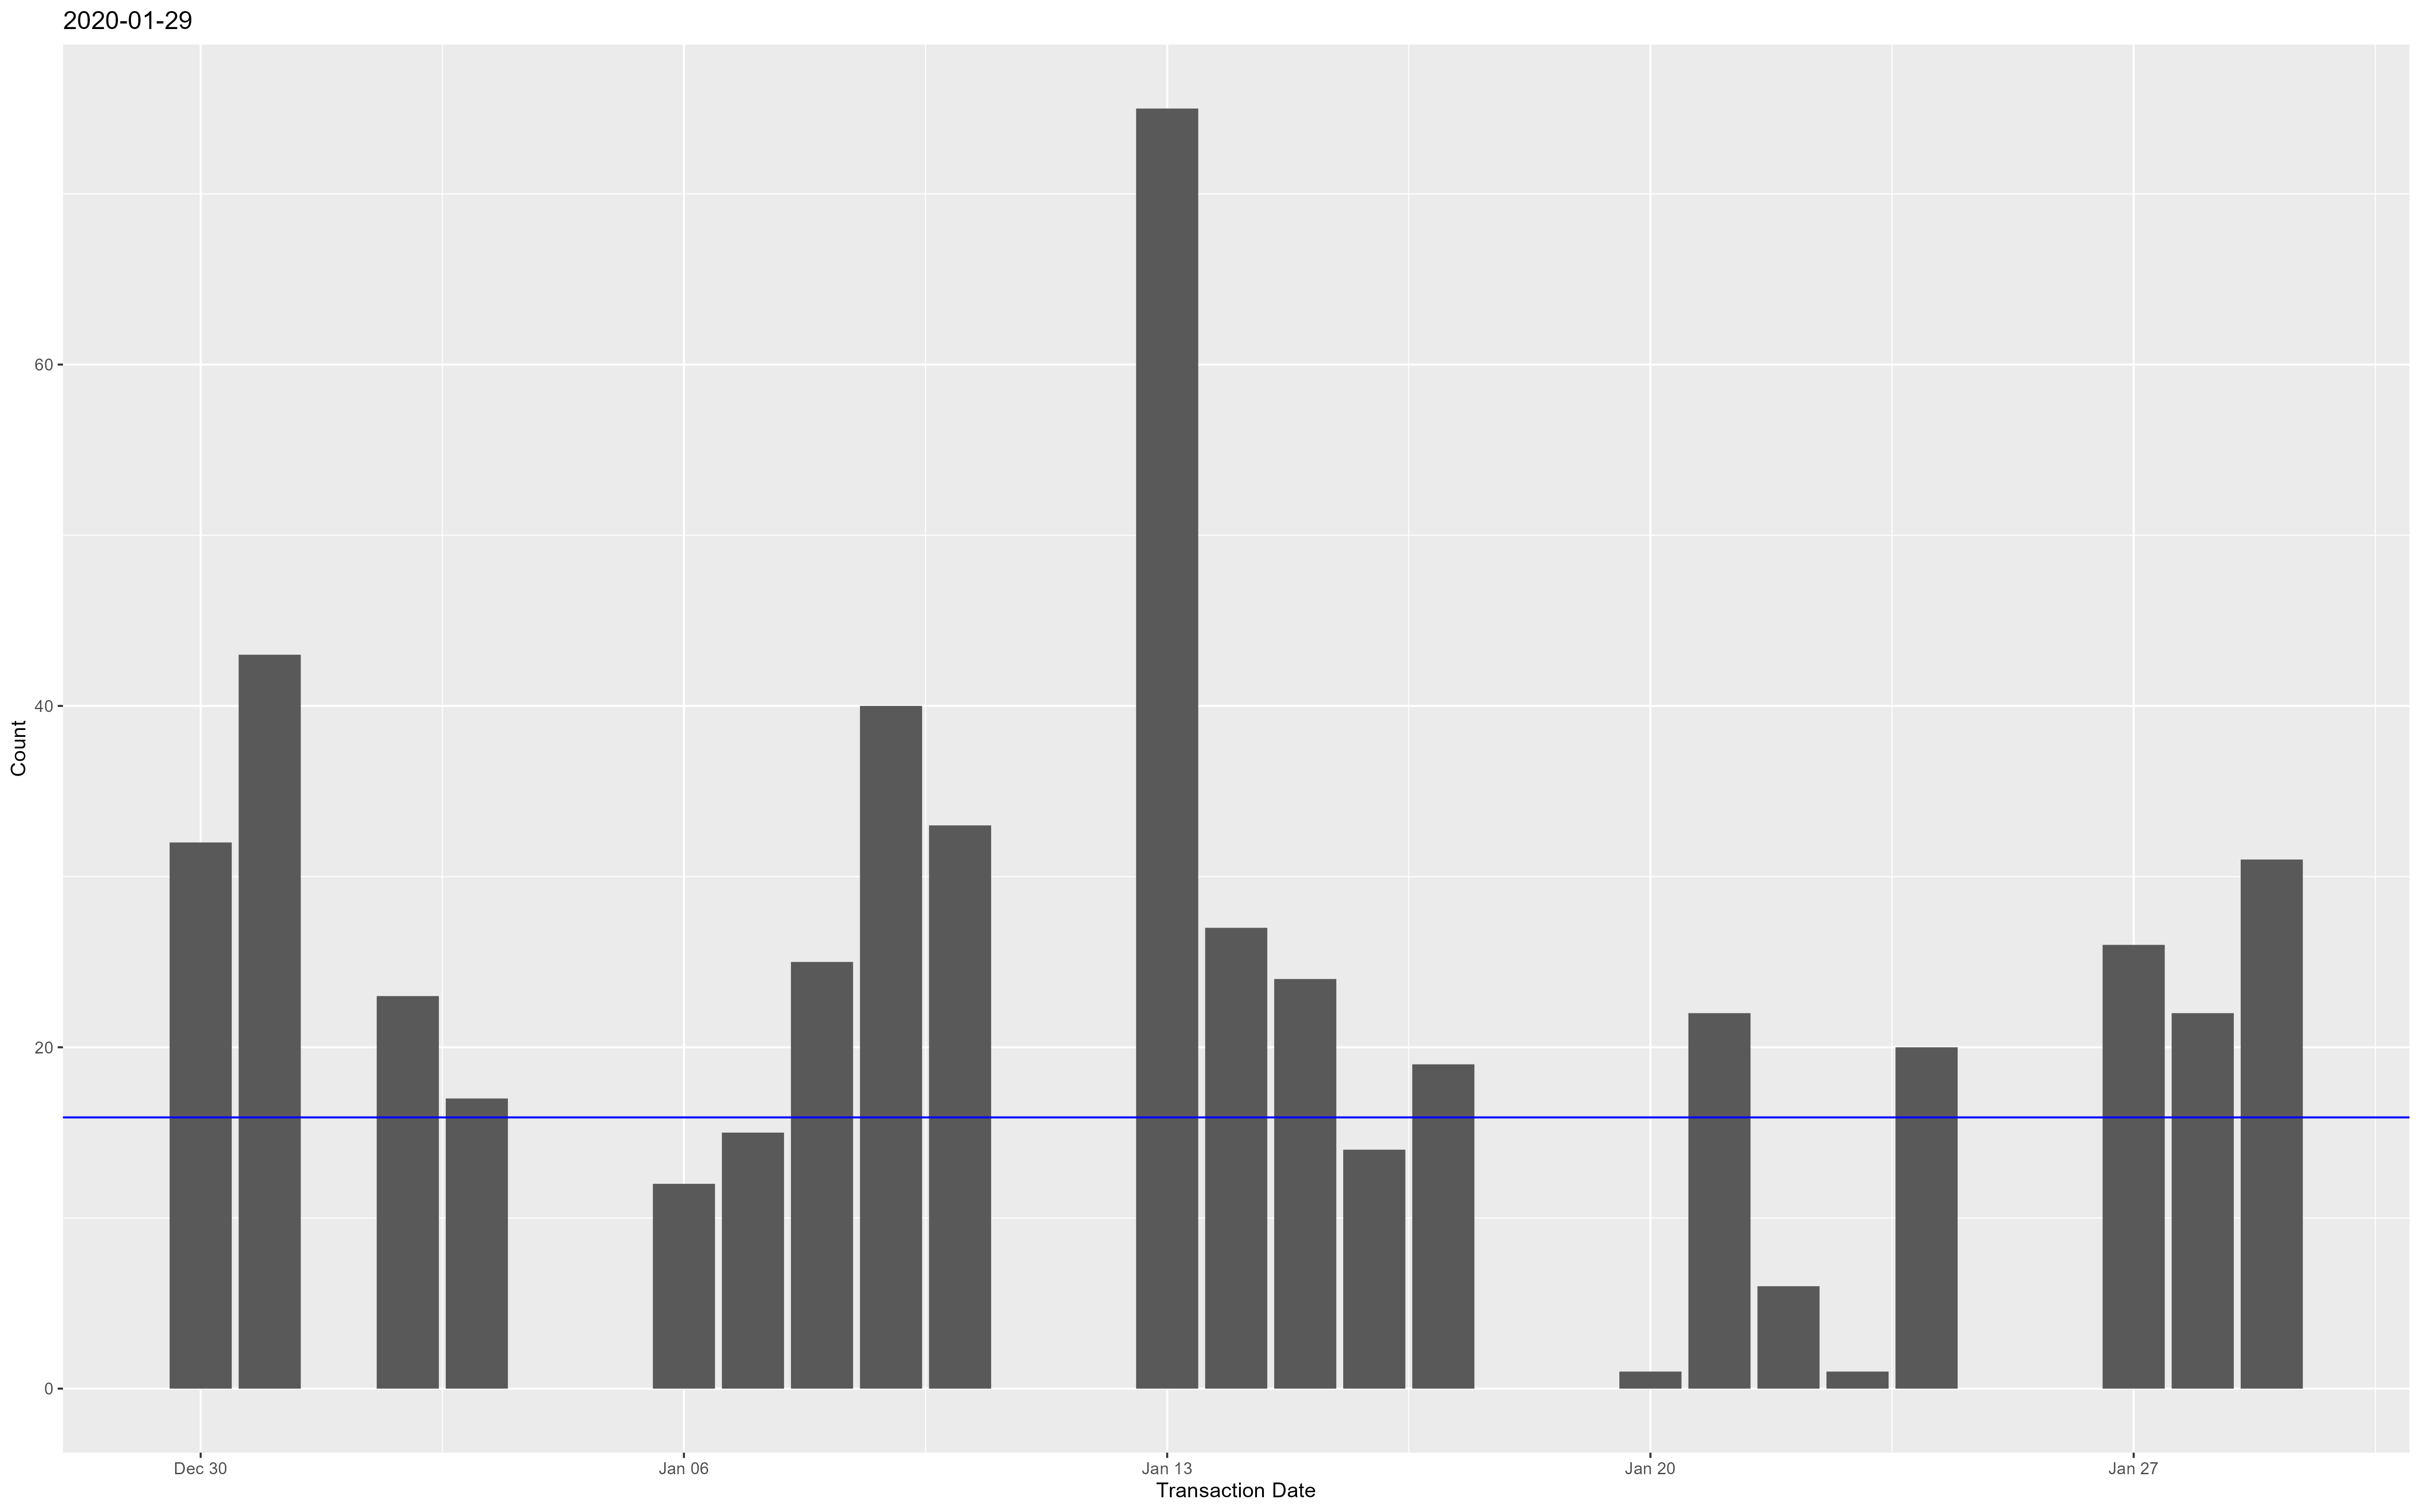 2020-01-29
Count
60
40
20
0
Dec 30
Jan 06
Jan 13
Jan 20
Jan 27
Transaction Date